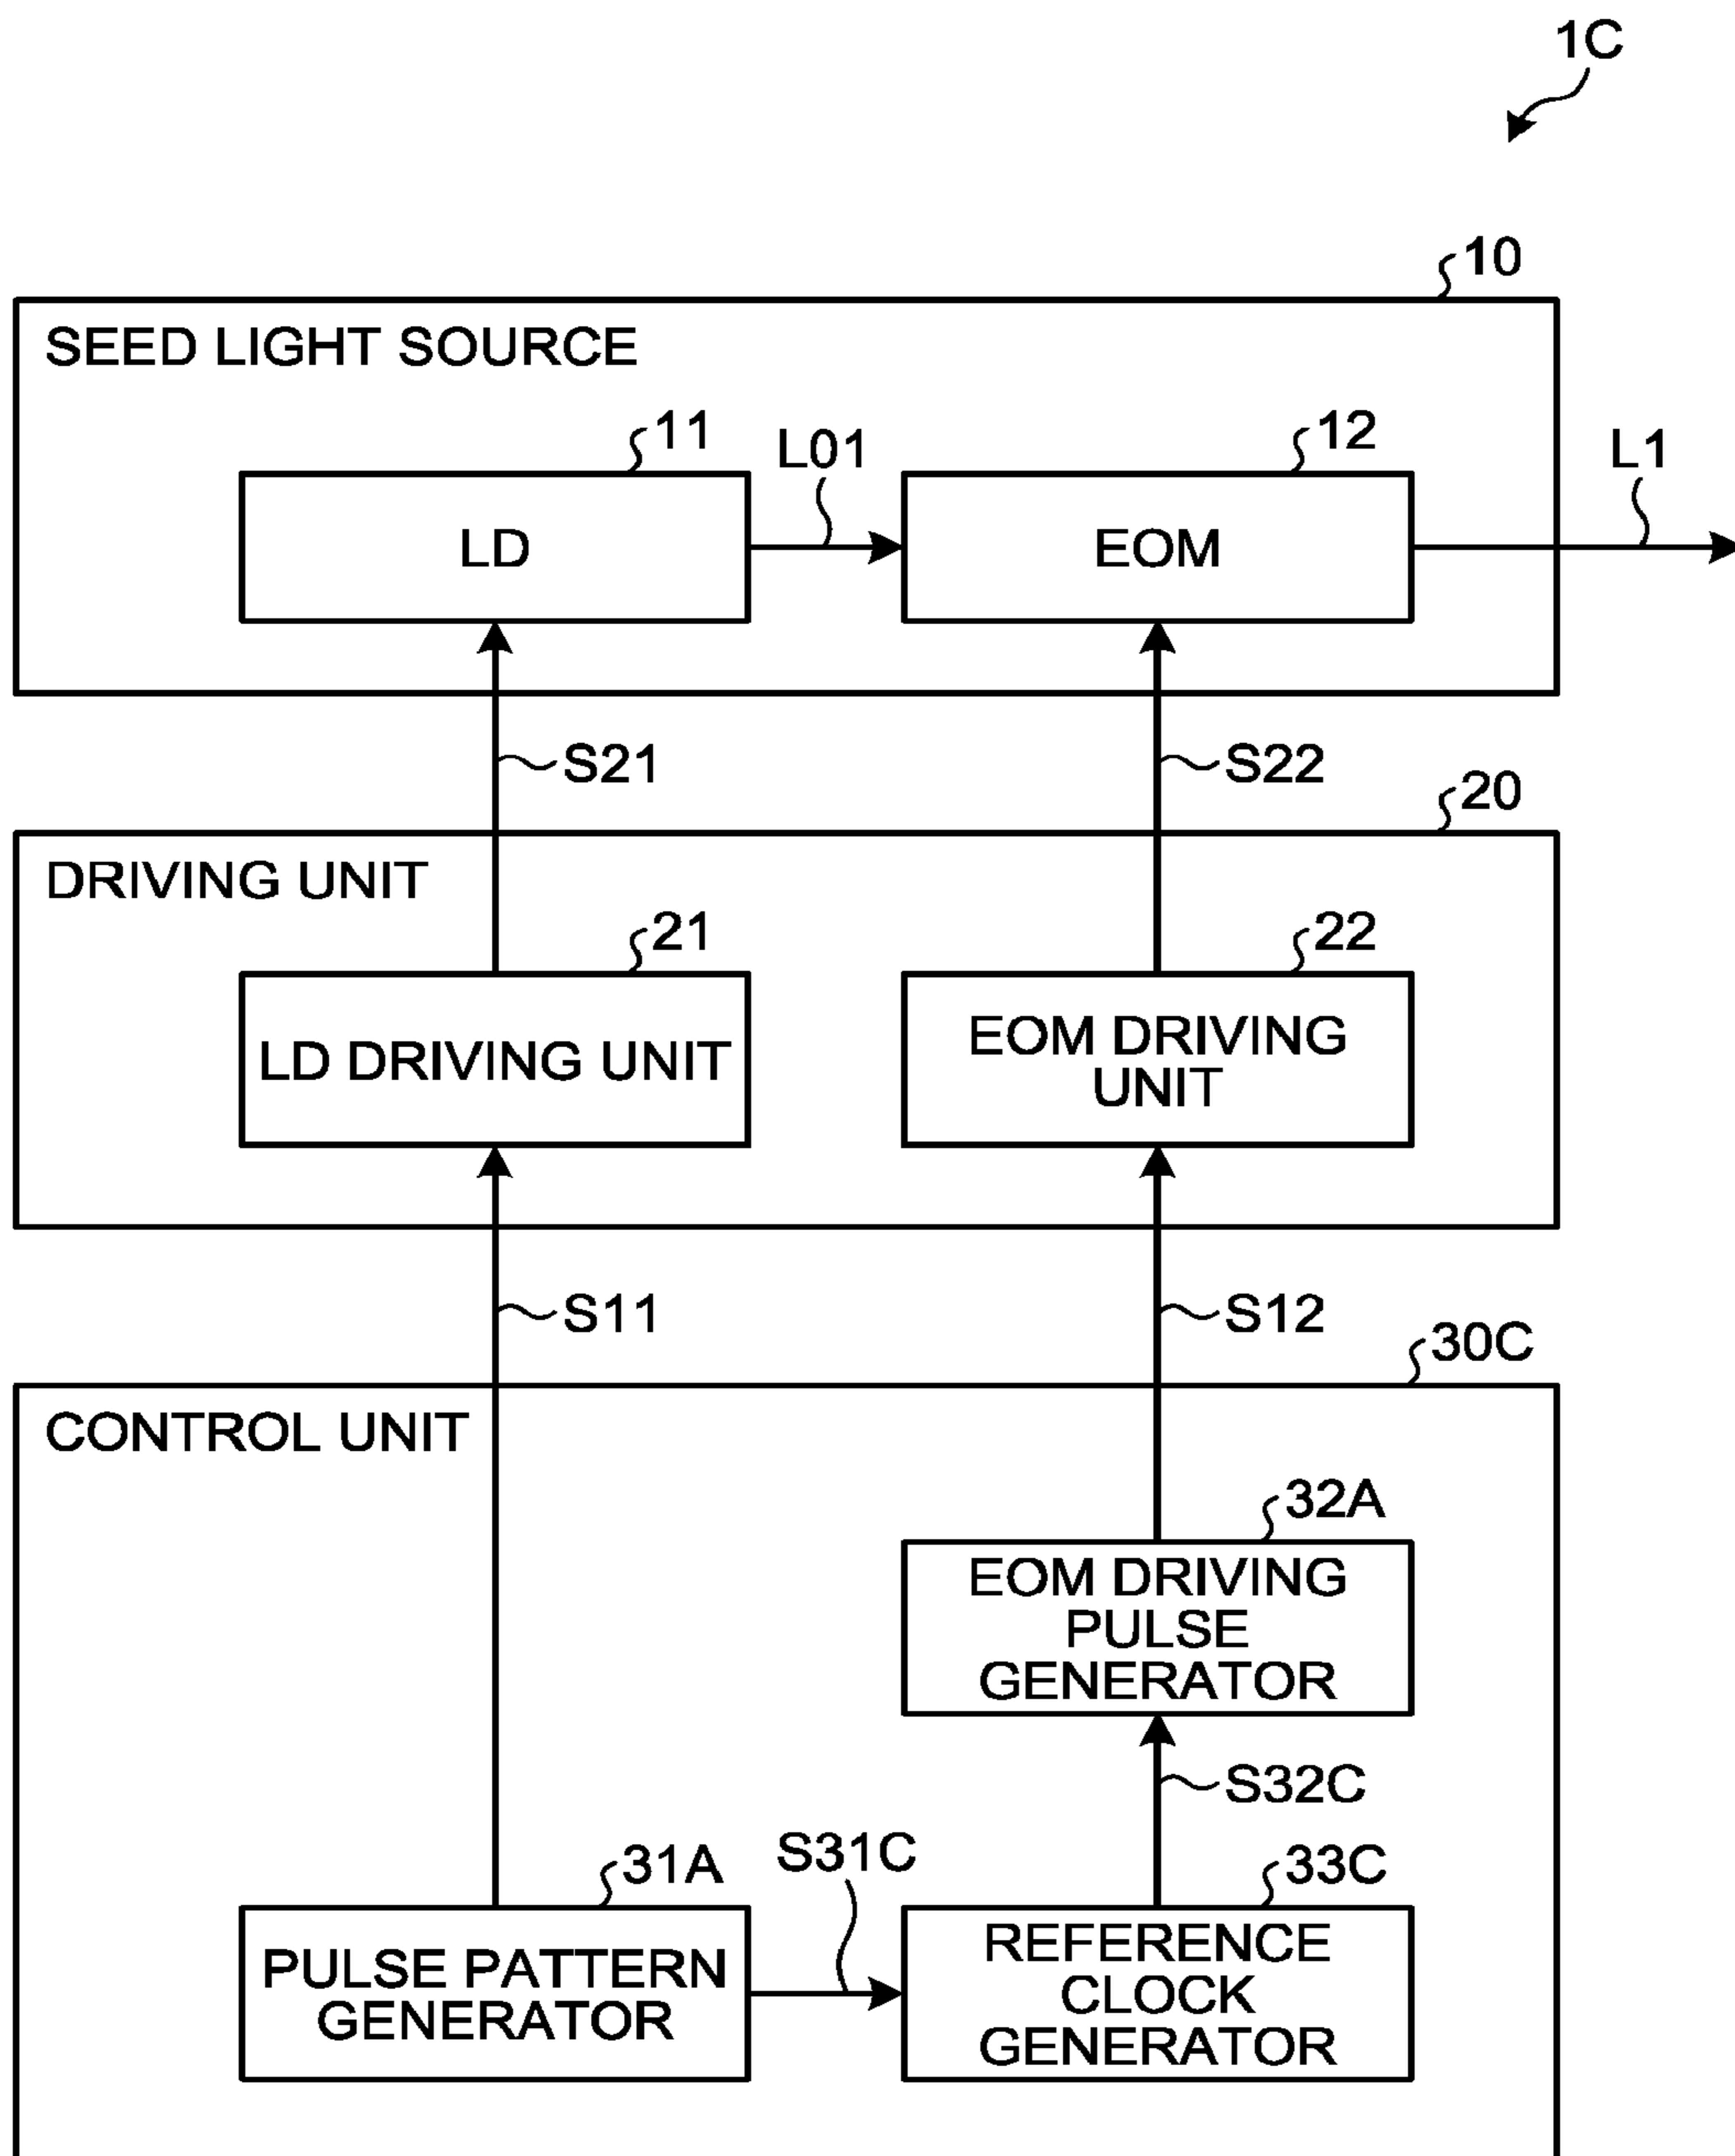 1C
10
SEED LIGHT SOURCE
11
L01
12
L1
LD
EOM
S21
S22
20
DRIVING UNIT
21
22
LD DRIVING UNIT
EOM DRIVING
UNIT
S11
S12
30C
CONTROL UNIT
32A
EOM DRIVING
PULSE
GENERATOR
S32C
31A
S31C
33C
PULSE PATTERN
GENERATOR
REFERENCE
CLOCK
GENERATOR